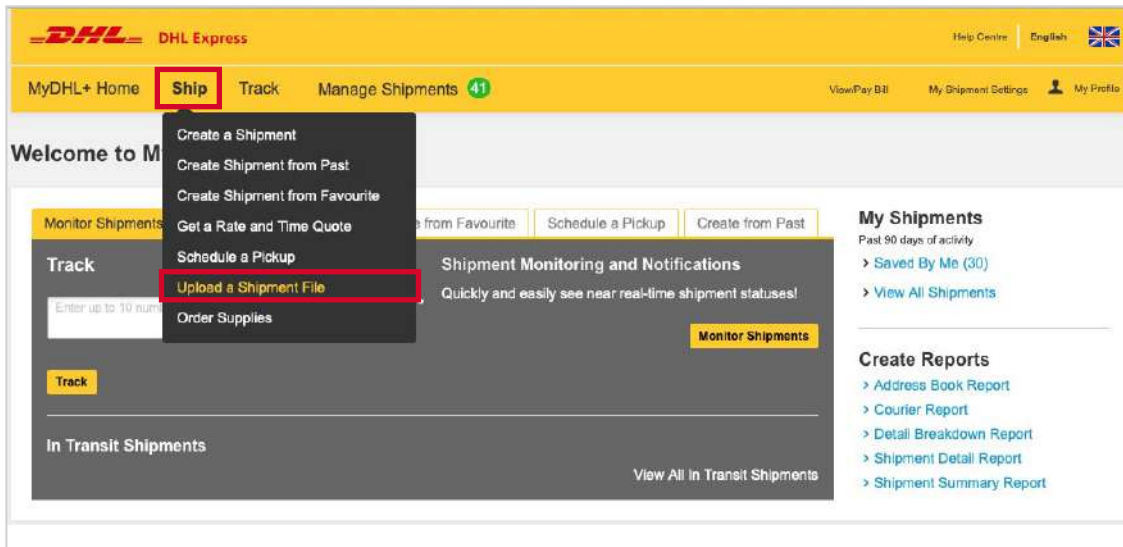 DHL DHL Express
Help Centre English
MyDHL+ Home Ship Track Manage Shipments 41
View/Pay Bill My Shipment Settings My Profile
Welcome to M
Create a Shipment
Create Shipment from Past
Create Shipment from Favourite
Get a Rate and Time Quote
Schedule a Pickup
Upload a Shipment File
Order Supplies
Monitor Shipments from Favourite Schedule a Pickup Create from Past
Track
Enter up to 10
Shipment Monitoring and Notifications
Quickly and easily see near real-time shipment statuses!
Monitor Shipments
Track
In Transit Shipments
View All In Transit Shipments
My Shipments
Past 90 days of activity
> Saved By Me (30)
> View All Shipments
Create Reports
> Address Book Report
> Courier Report
> Detail Breakdown Report
> Shipment Detail Report
> Shipment Summary Report